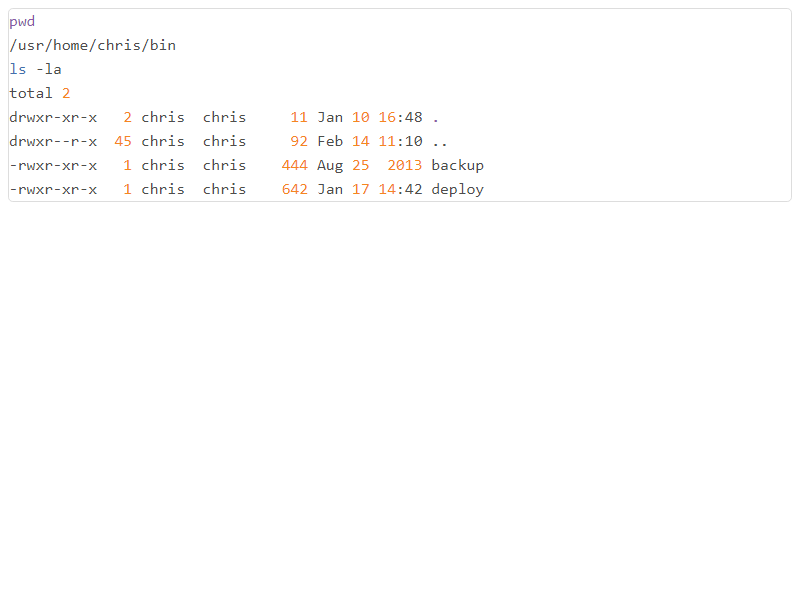 pwd
/usr/home/chris/bin
ls -la
total 2
drwxr-xr-x   2 chris  chris     11 Jan 10 16:48 .
drwxr--r-x  45 chris  chris     92 Feb 14 11:10 ..
-rwxr-xr-x   1 chris  chris    444 Aug 25  2013 backup
-rwxr-xr-x   1 chris  chris    642 Jan 17 14:42 deploy